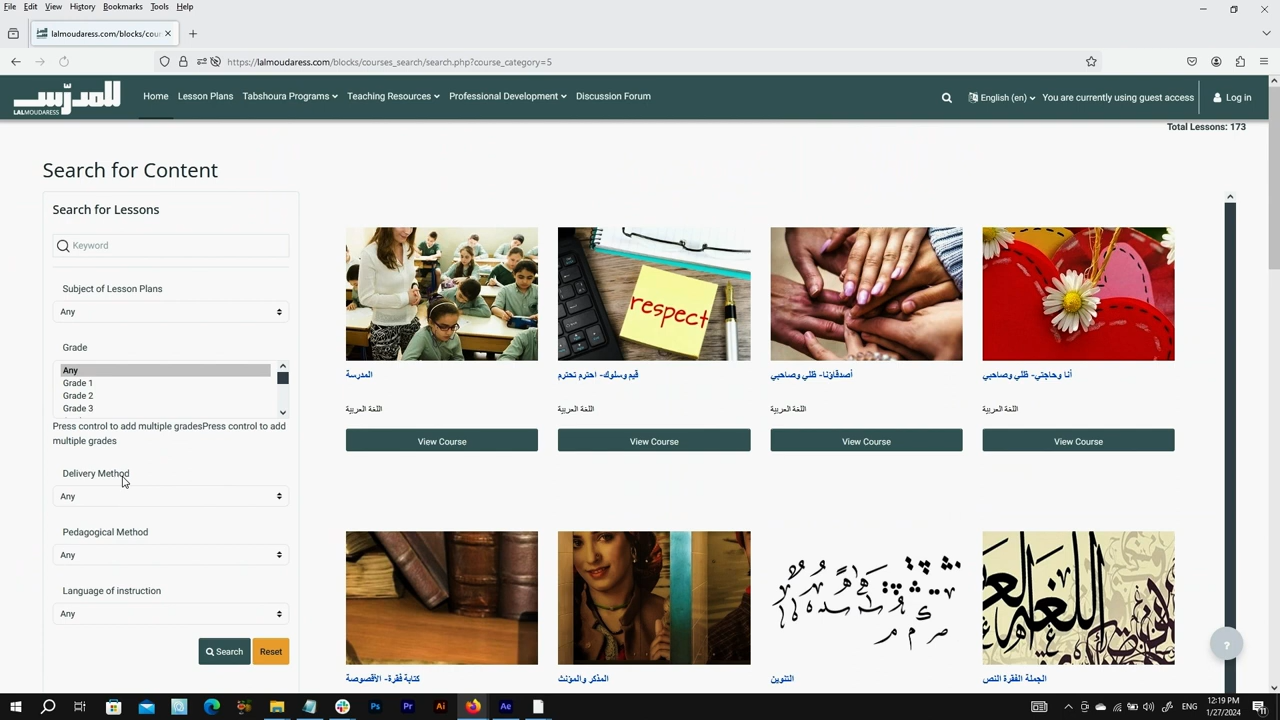 File Edit View History Bookmarks Tools Help
lalmoudaress.com/blocks/cour
https://lalmoudaress.com/blocks/courses_search/search.php?course_category=5
للمدرّس
LALMOUDARESS
Home Lesson Plans Tabshoura Programs Teaching Resources Professional Development Discussion Forum
English (en) You are currently using guest access Log in
Total Lessons: 173
Search for Content
Search for Lessons
Keyword
Subject of Lesson Plans
Any
Grade
Any
Grade 1
Grade 2
Grade 3
Press control to add multiple gradesPress control to add
multiple grades
Delivery Method
Any
Pedagogical Method
Any
Language of instruction
Any
Search Reset
respect
المدرسة
اللغة العربية
View Course
قيم وسلوك- احترم تحترم
اللغة العربية
View Course
أصدقاؤنا- ظلي وصاحبي
اللغة العربية
View Course
أنا وحاجتي- ظلي وصاحبي
اللغة العربية
View Course
كتابة فقرة- الأقصوصة
المذكر والمؤنث
التنوين
الجملة الفقرة النص
?
Ps Pr Ai Ae
ENG
12:19 PM
1/27/2024